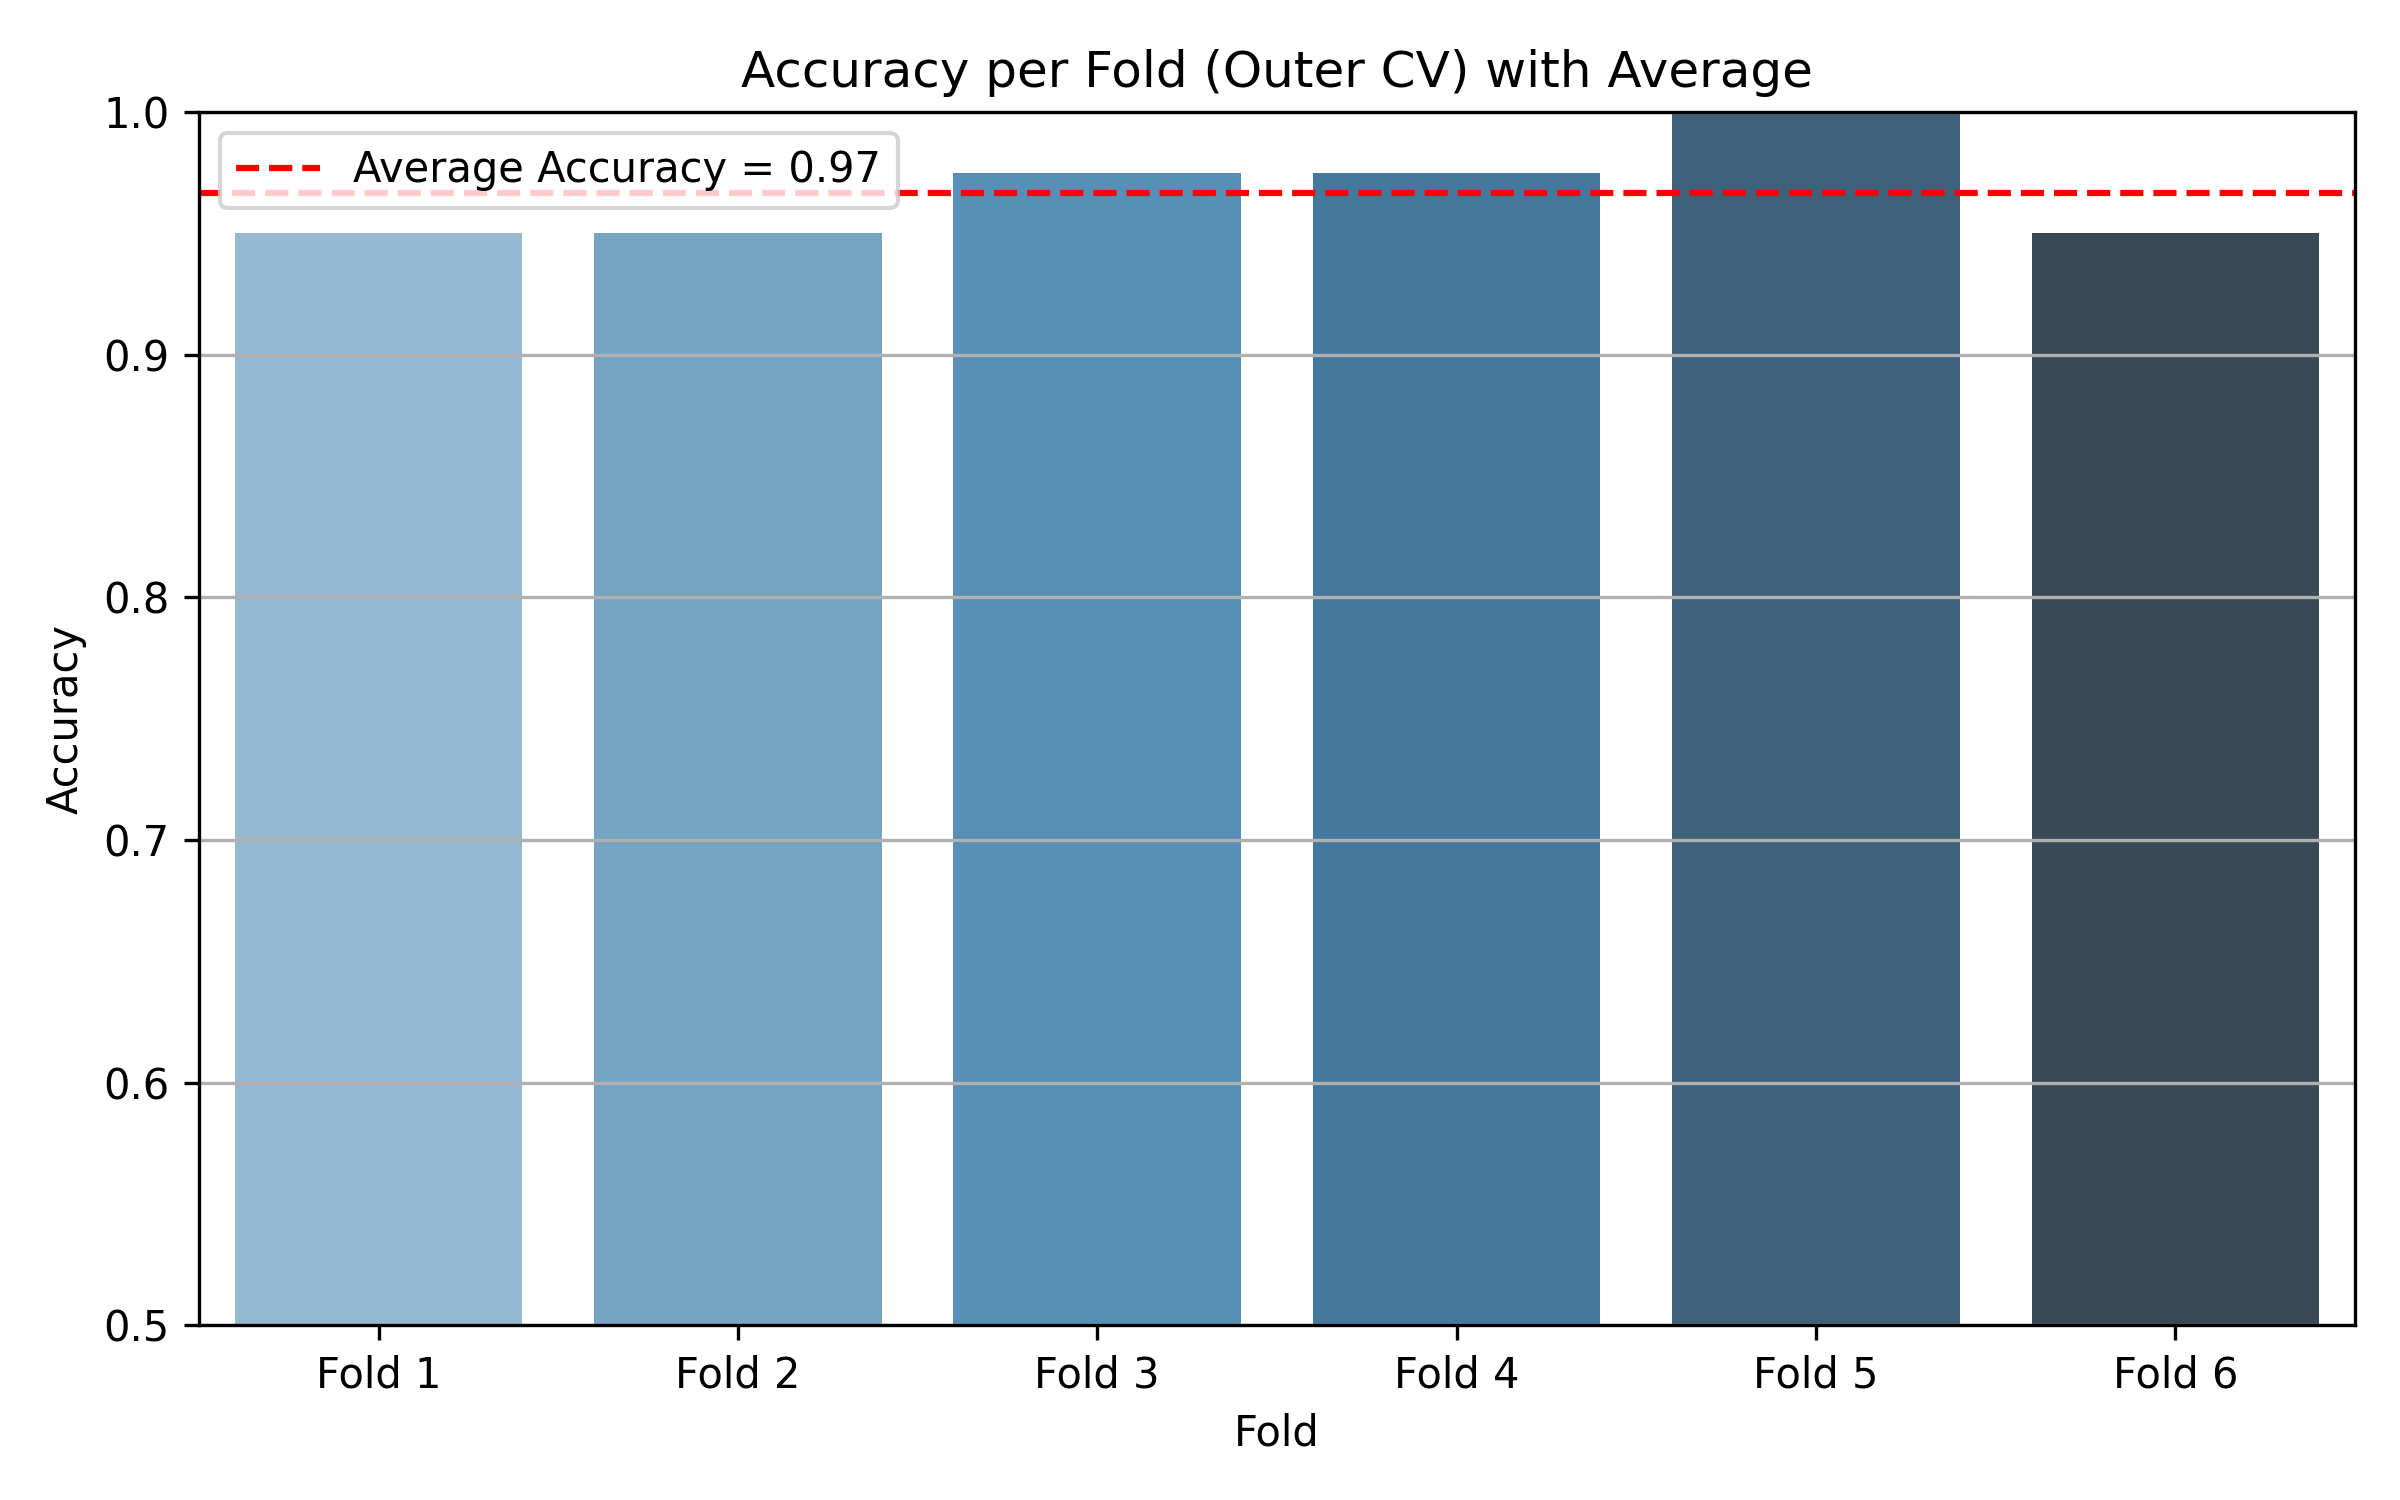 Accuracy per Fold (Outer CV) with Average
Average Accuracy = 0.97
1.0
0.9
0.8
0.7
0.6
0.5
Accuracy
Fold 1 Fold 2 Fold 3 Fold 4 Fold 5 Fold 6
Fold